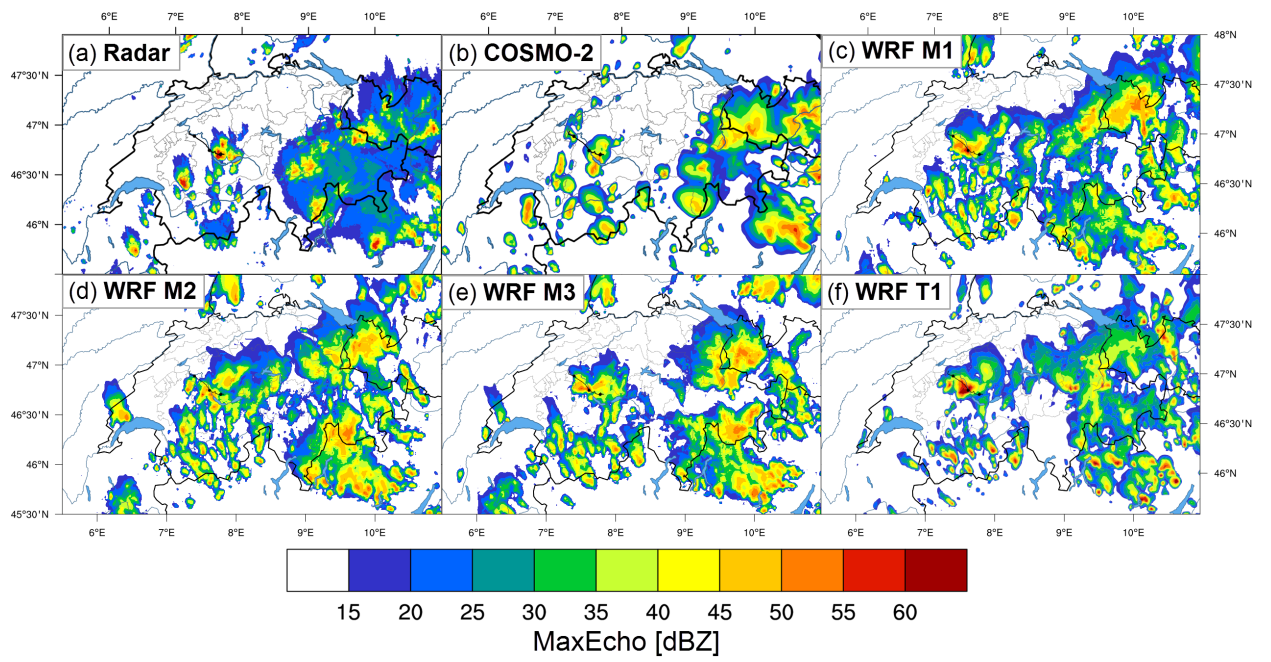 6°E 7°E 8°E 9°E 10°E 6°E 7°E 8°E 9°E 10°E 6°E 7°E 8°E 9°E 10°E
(a) Radar (b) COSMO-2 (c) WRF M1 48°N
47°30'N 47°30'N
47°N 47°N
46°30'N 46°30'N
46°N 46°N
(d) WRF M2 (e) WRF M3 (f) WRF T1
47°30'N 47°30'N
47°N 47°N
46°30'N 46°30'N
46°N 46°N
45°30'N
6°E 7°E 8°E 9°E 10°E 6°E 7°E 8°E 9°E 10°E 6°E 7°E 8°E 9°E 10°E
15 20 25 30 35 40 45 50 55 60
MaxEcho [dBZ]